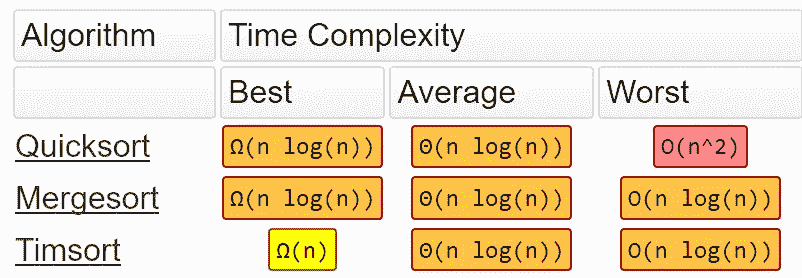 Algorithm Time Complexity
Best Average Worst
Quicksort Ω(n log(n)) Θ(n log(n)) O(n^2)
Mergesort Ω(n log(n)) Θ(n log(n)) O(n log(n))
Timsort Ω(n) Θ(n log(n)) O(n log(n))